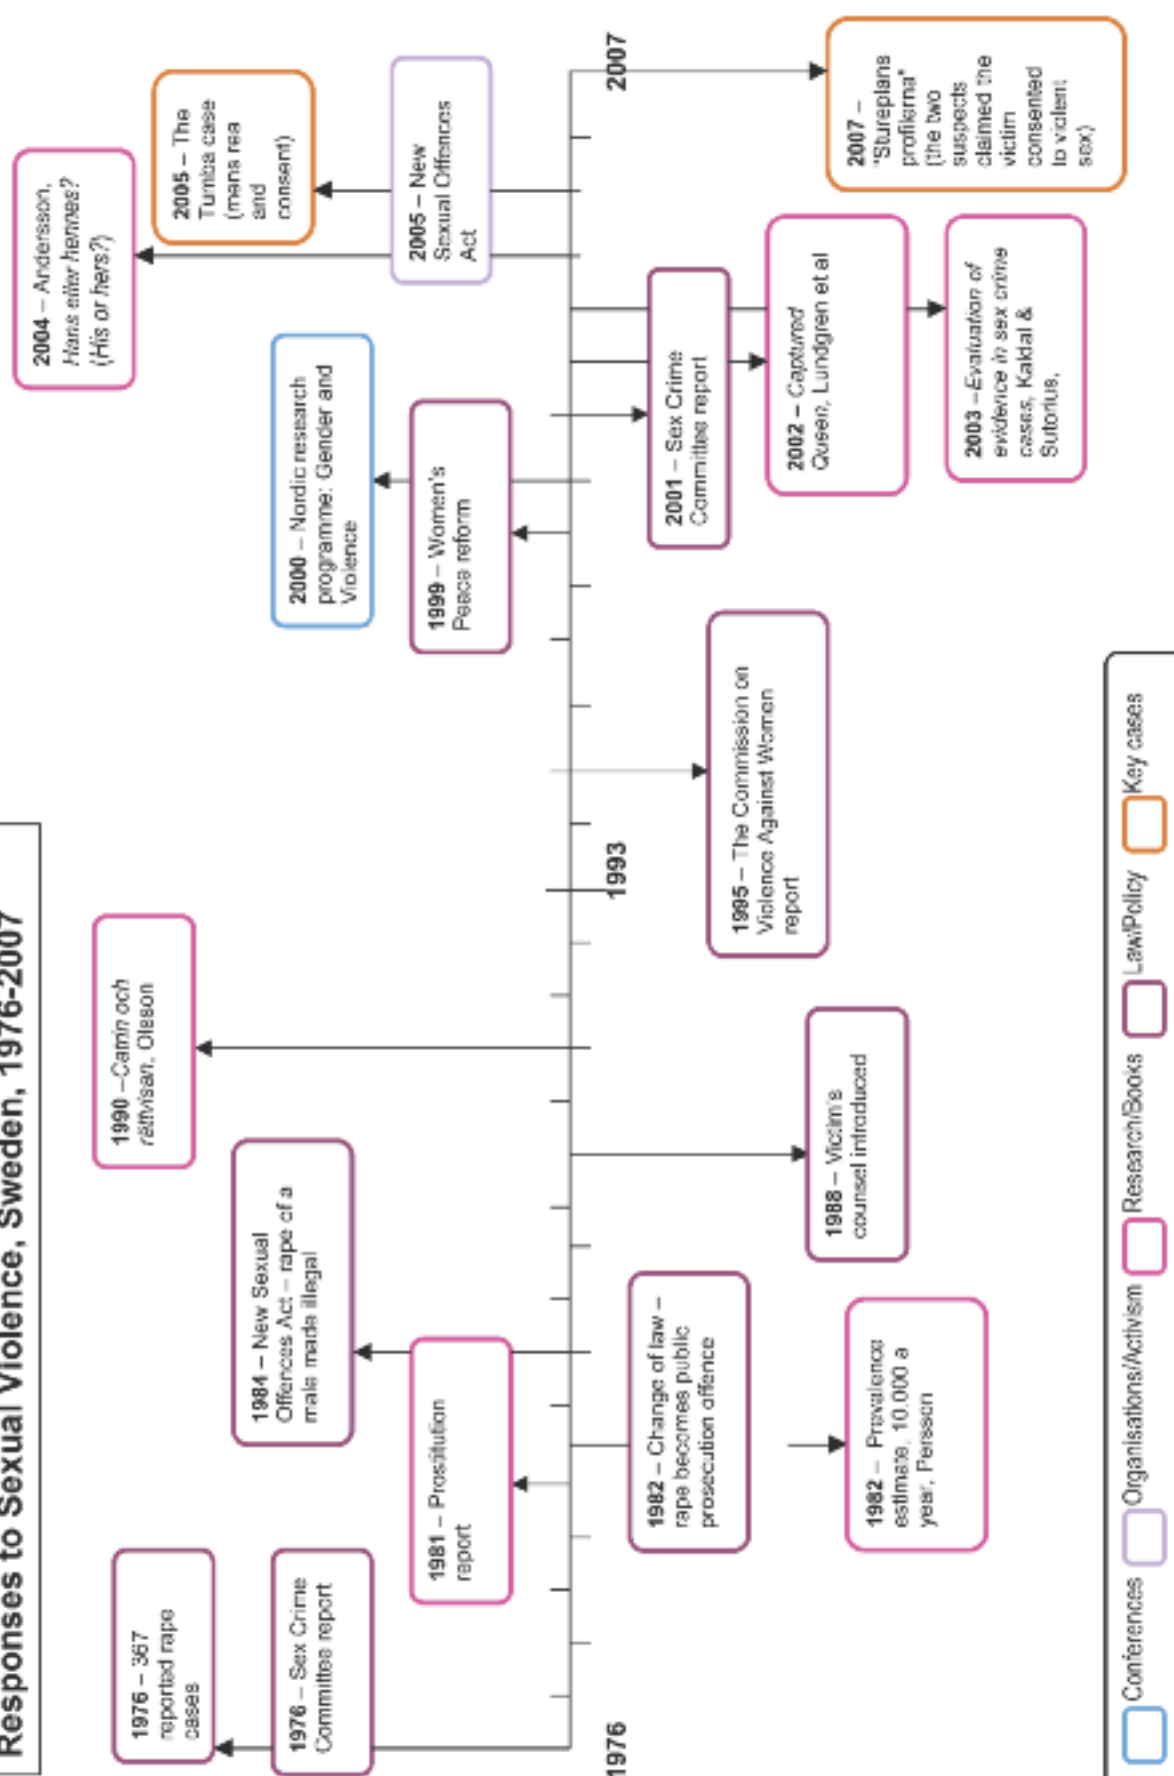 Responses to Sexual Violence, Sweden, 1976-2007
1976 – 367
reported rape
cases
1976 – Sex Crime
Committee report
1981 – Prostitution
report
1984 – New Sexual
Offences Act – rape of a
male made illegal
1990 – Catrin och
rättvisan, Olsson
1999 – Women's
Peace reform
2000 – Nordic research
programme: Gender and
Violence
2004 – Andersson,
Hans eller hennes?
(His or hers?)
2005 – The
Tumba case
(mens rea
and
consent)
2005 – New
Sexual Offences
Act
1976
1993
2007
1982 – Change of law –
rape becomes public
prosecution offence
1982 – Prevalence
estimate, 10.000 a
year, Persson
1988 – Victim's
counsel introduced
1995 – The Commission on
Violence Against Women
report
2001 – Sex Crime
Committee report
2002 – Captured
Queen, Lundgren et al
2003 –Evaluation of
evidence in sex crime
cases, Kaldal &
Sutorius,
2007 –
"Stureplans
profilerna"
(the two
suspects
claimed the
victim
consented
to violent
sex)
Conferences
Organisations/Activism
Research/Books
Law/Policy
Key cases